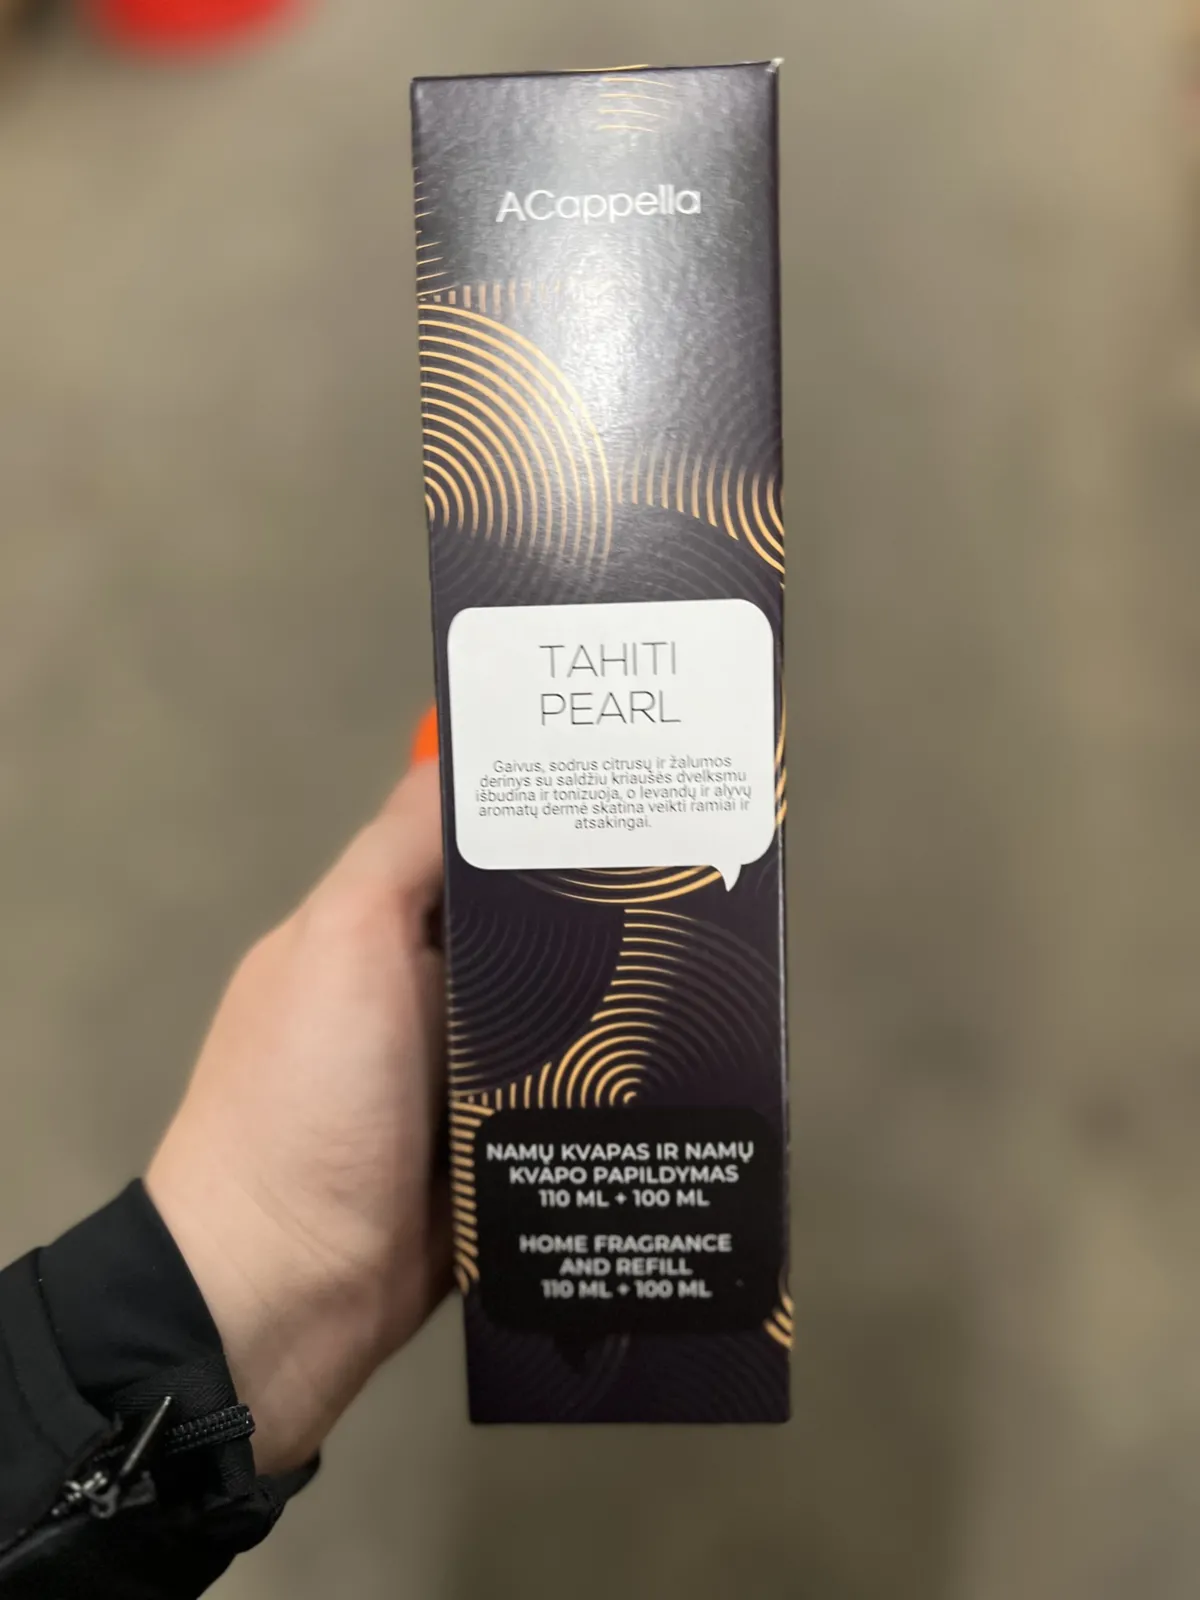 ACappella
TAHITI
PEARL
Gaivus, sodrus citrusų ir žalumos
derinys su saldžiu kriaušės dvelksmu
išbudina ir tonizuoja, o levandų ir alyvų
aromatų dermė skatina veikti ramiai ir
atsakingai.
NAMŲ KVAPAS IR NAMŲ
KVAPO PAPILDYMAS
110 ML + 100 ML
HOME FRAGRANCE
AND REFILL
110 ML + 100 ML